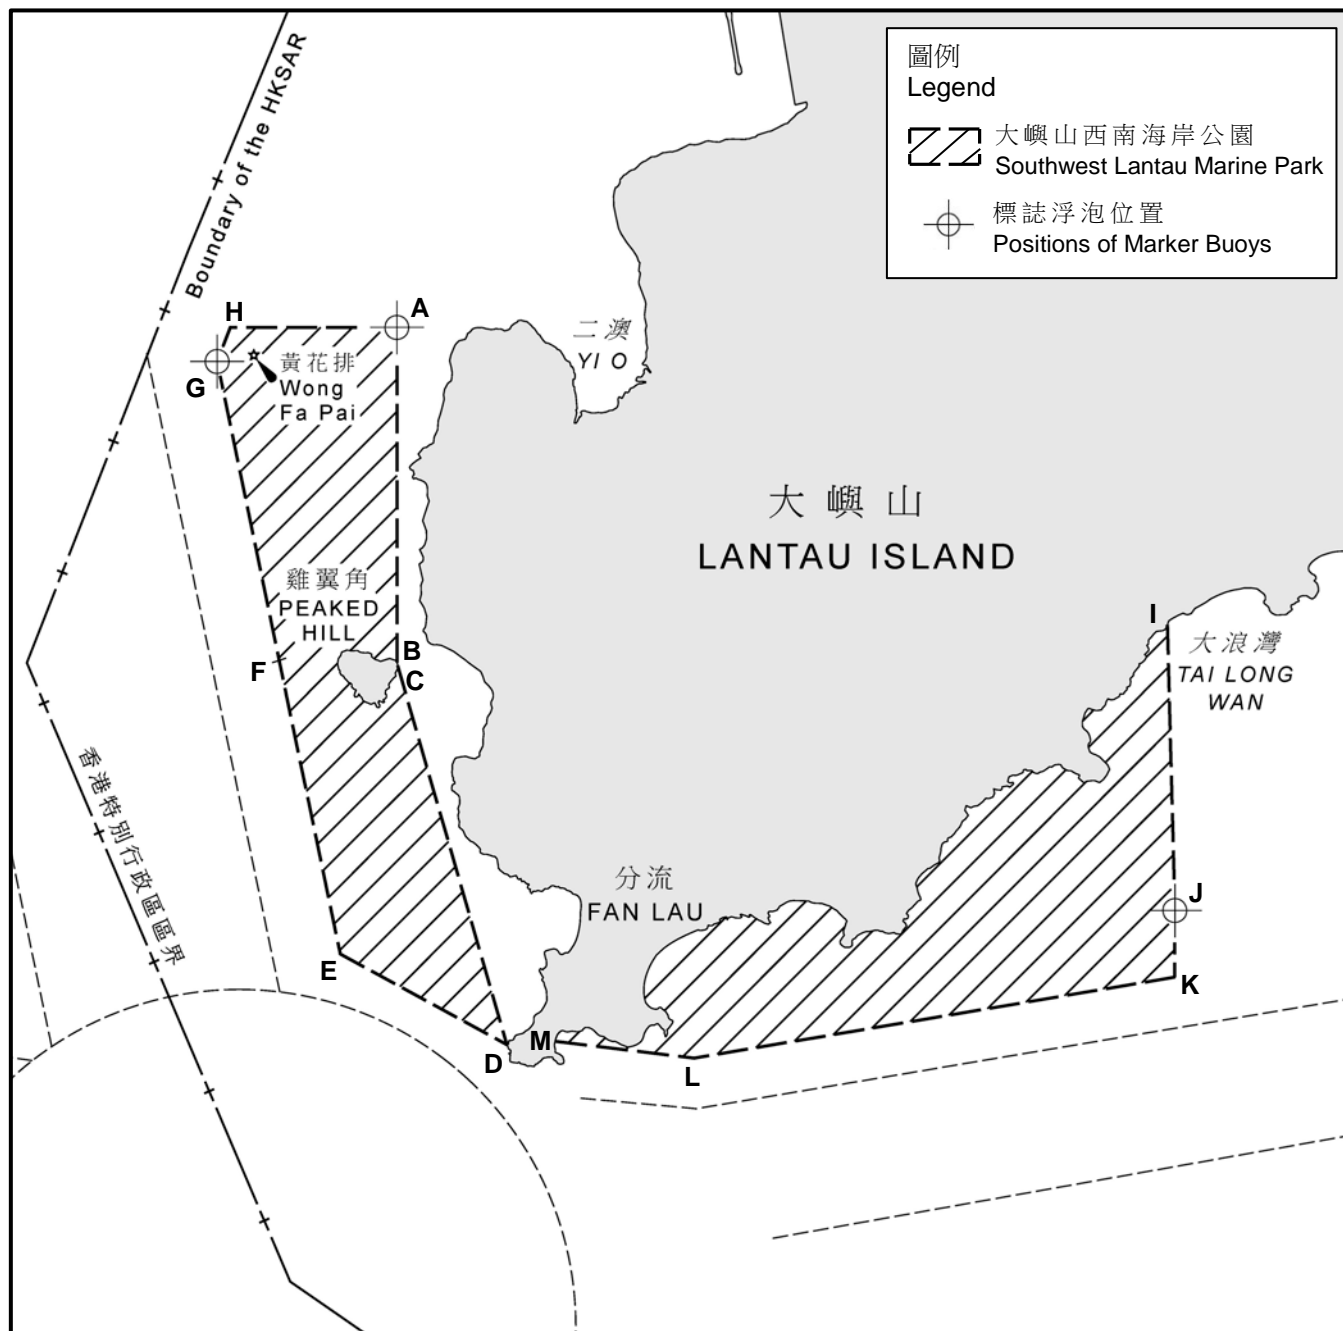 圖例
Legend
大嶼山西南海岸公園
Southwest Lantau Marine Park
標誌浮泡位置
Positions of Marker Buoys
Boundary of the HKSAR
H
A
G
黃花排
Wong
Fa Pai
二澳
YI O
大嶼山
LANTAU ISLAND
雞翼角
PEAKED
HILL
F
B
C
I
大浪灣
TAI LONG
WAN
香港特別行政區區界
分流
FAN LAU
J
E
K
D
M
L